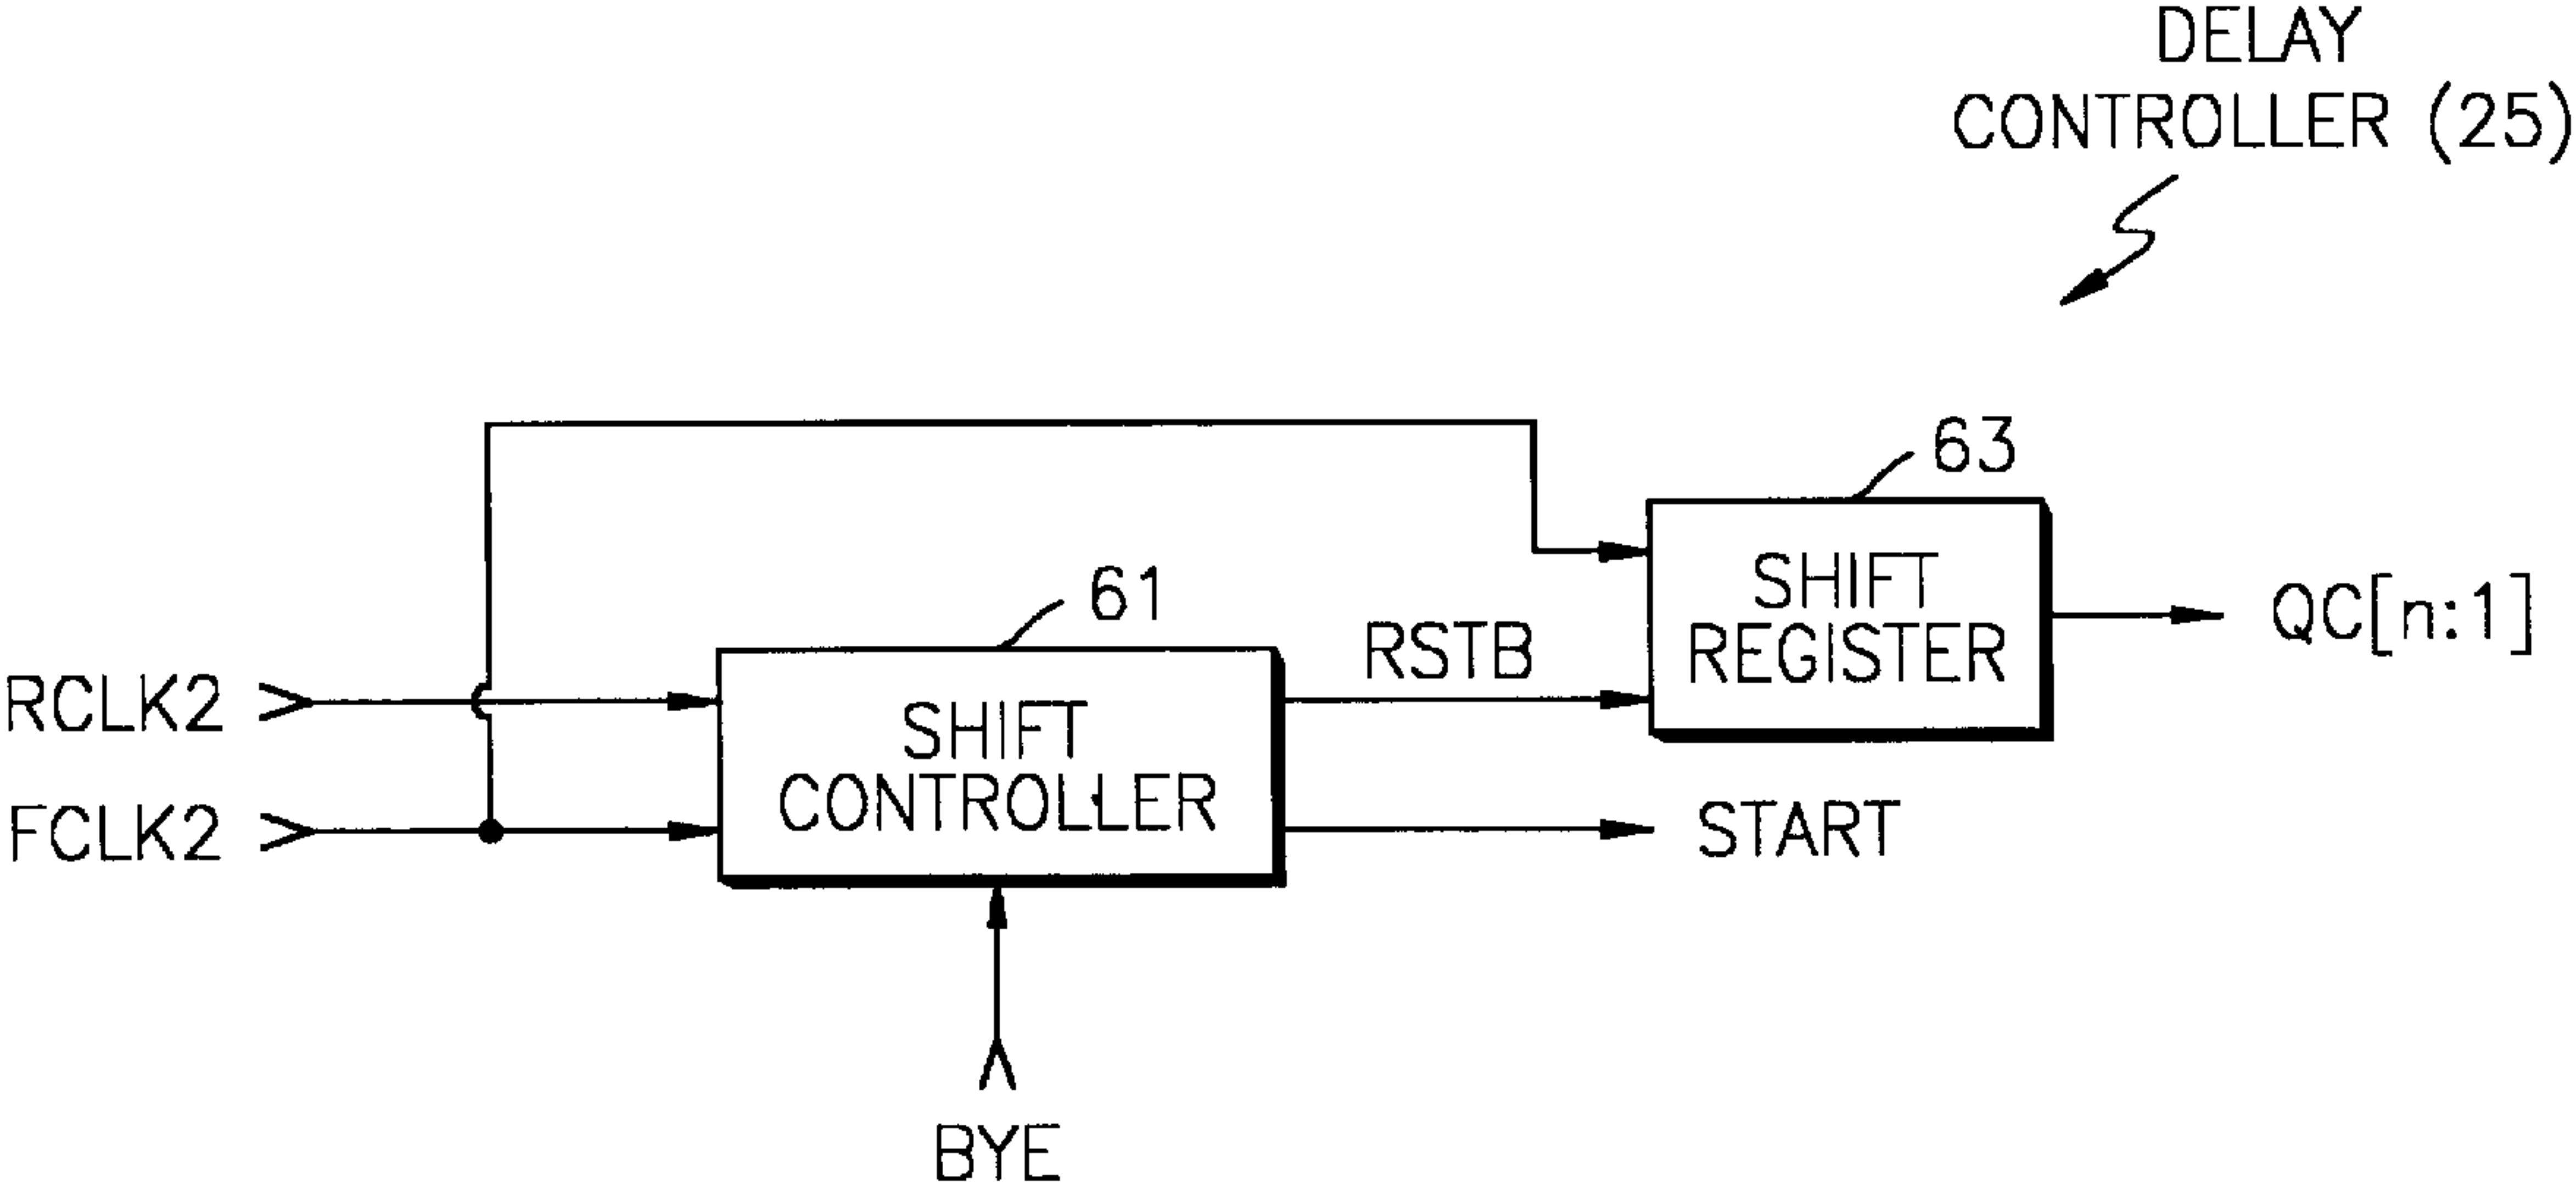 DELAY
CONTROLLER (25)
63
SHIFT
REGISTER
QC[n:1]
61
RSTB
RCLK2
SHIFT
CONTROLLER
FCLK2
START
BYE